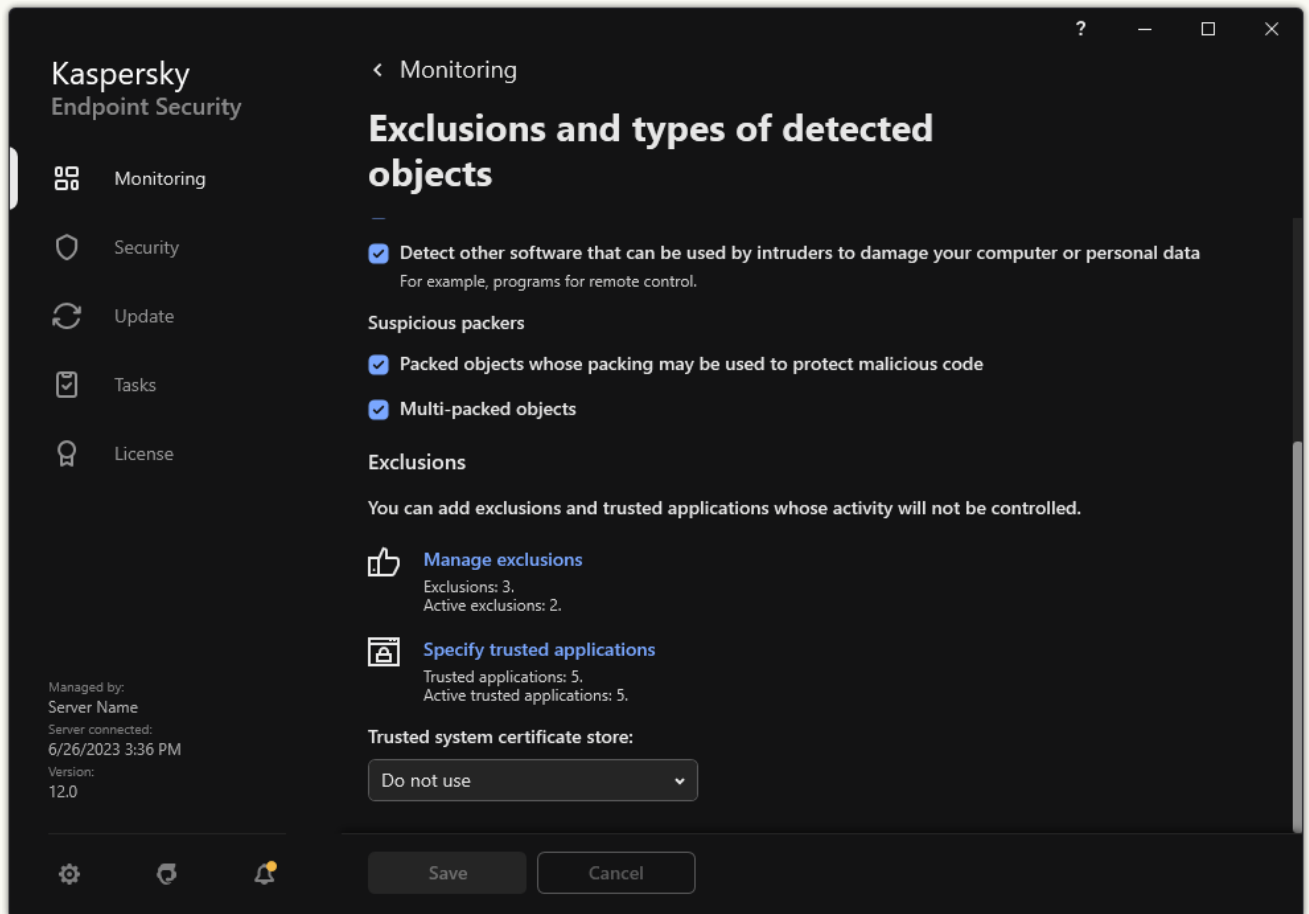 ?
Kaspersky
Endpoint Security
Monitoring
Security
Update
Tasks
License
Managed by:
Server Name
Server connected:
6/26/2023 3:36 PM
Version:
12.0
Monitoring
Exclusions and types of detected
objects
Detect other software that can be used by intruders to damage your computer or personal data
For example, programs for remote control.
Suspicious packers
Packed objects whose packing may be used to protect malicious code
Multi-packed objects
Exclusions
You can add exclusions and trusted applications whose activity will not be controlled.
Manage exclusions
Exclusions: 3.
Active exclusions: 2.
Specify trusted applications
Trusted applications: 5.
Active trusted applications: 5.
Trusted system certificate store:
Do not use
Save
Cancel